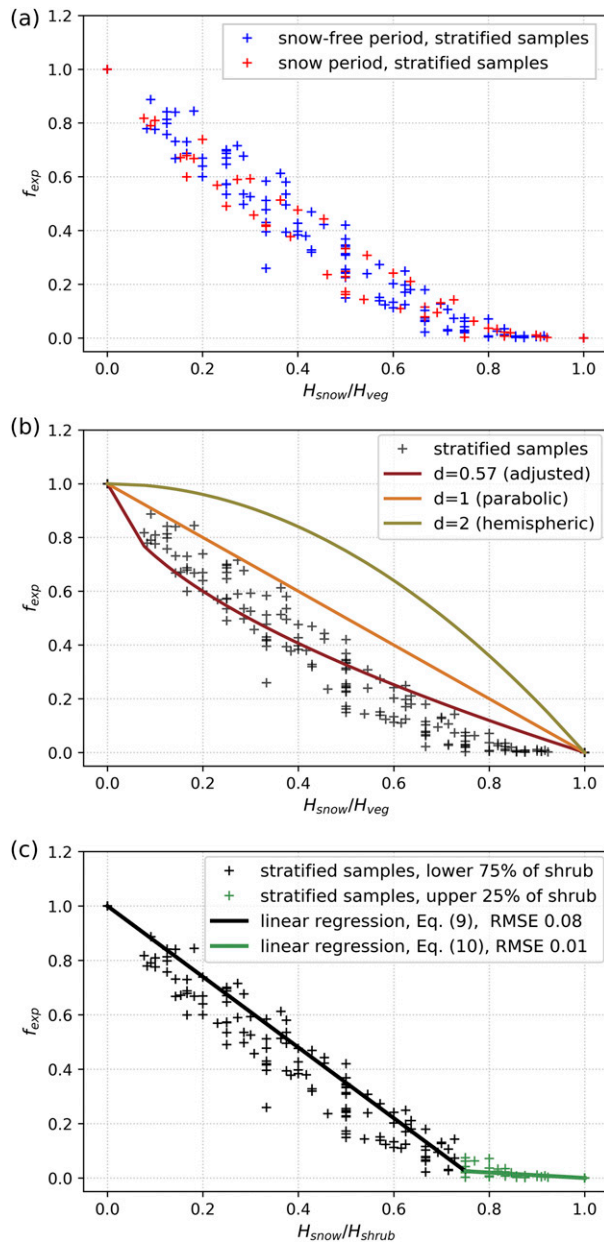 (a)
1.2
snow-free period, stratified samples
snow period, stratified samples
1.0
0.8
0.6
0.4
0.2
0.0
f_exp
0.0 0.2 0.4 0.6 0.8 1.0
H_snow/H_veg
(b)
1.2
stratified samples
d=0.57 (adjusted)
d=1 (parabolic)
d=2 (hemispheric)
1.0
0.8
0.6
0.4
0.2
0.0
f_exp
0.0 0.2 0.4 0.6 0.8 1.0
H_snow/H_veg
(c)
1.2
stratified samples, lower 75% of shrub
stratified samples, upper 25% of shrub
linear regression, Eq. (9), RMSE 0.08
linear regression, Eq. (10), RMSE 0.01
1.0
0.8
0.6
0.4
0.2
0.0
f_exp
0.0 0.2 0.4 0.6 0.8 1.0
H_snow/H_shrub